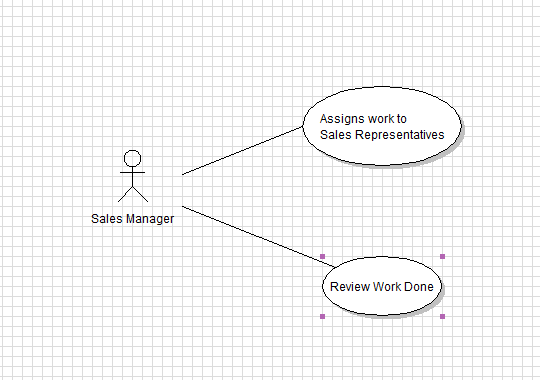 Assigns work to
Sales Representatives
Sales Manager
Review Work Done